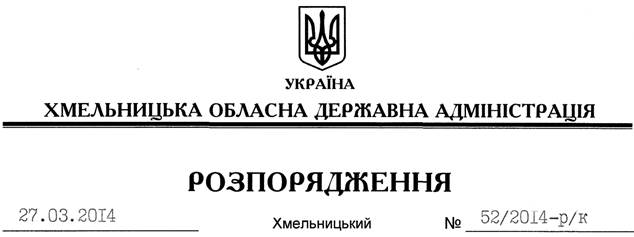 УКРАЇНА
ХМЕЛЬНИЦЬКА ОБЛАСНА ДЕРЖАВНА АДМІНІСТРАЦІЯ
РОЗПОРЯДЖЕННЯ
27.03.2014 Хмельницький № 52/2014-р/к